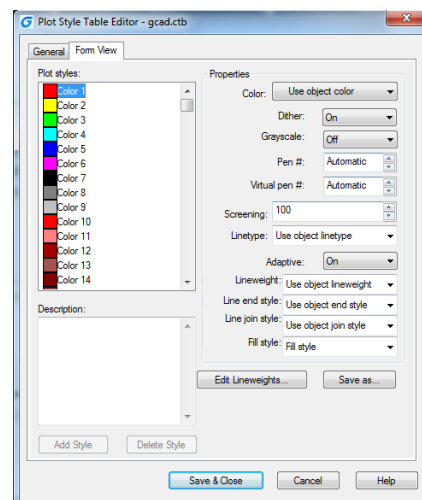 Plot Style Table Editor - gcad.ctb
General Form View
Plot styles:
Color 1
Color 2
Color 3
Color 4
Color 5
Color 6
Color 7
Color 8
Color 9
Color 10
Color 11
Color 12
Color 13
Color 14
Description:
Add Style Delete Style
Properties
Color: Use object color
Dither: On
Grayscale: Off
Pen #: Automatic
Virtual pen #: Automatic
Screening: 100
Linetype: Use object linetype
Adaptive: On
Lineweight: Use object lineweight
Line end style: Use object end style
Line join style: Use object join style
Fill style: Fill style
Edit Lineweights... Save as...
Save & Close Cancel Help